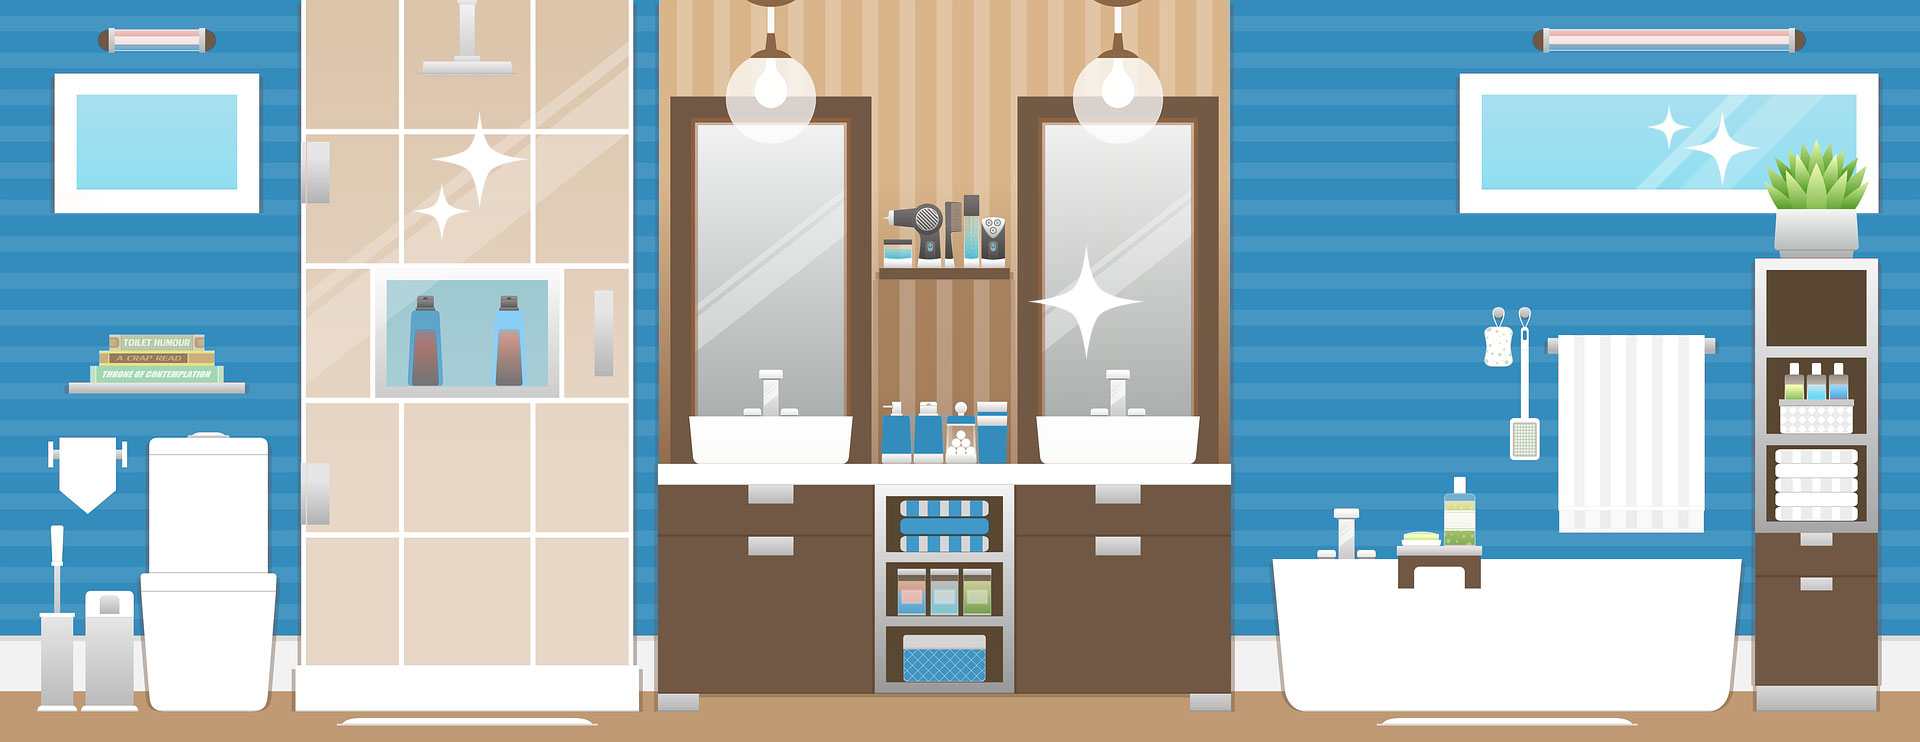 TOILET HUMOUR
A CRAP READ
THRONE OF CONTEMPLATION